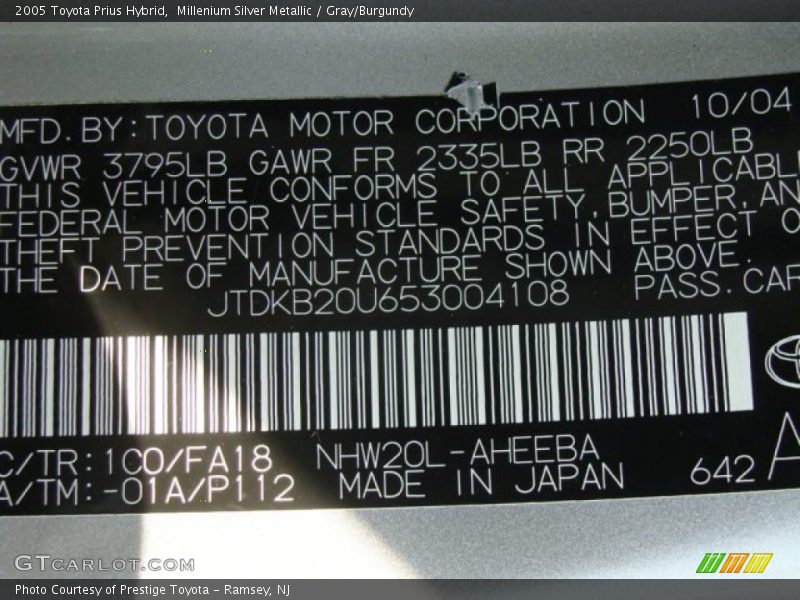 2005 Toyota Prius Hybrid,  Millenium Silver Metallic / Gray/Burgundy
MFD. BY: TOYOTA MOTOR CORPORATION 10/04
GVWR 3795LB GAWR FR 2335LB RR 2250LB
THIS VEHICLE CONFORMS TO ALL APPLICABL
FEDERAL MOTOR VEHICLE SAFETY, BUMPER, AN
THEFT PREVENTION STANDARDS IN EFFECT O
THE DATE OF MANUFACTURE SHOWN ABOVE.
JTDKB20U653004108 PASS. CAR
C/TR: 1C0/FA18 NHW20L-AHEEBA
A/TM: -01A/P112 MADE IN JAPAN 642 A
GTCARLOT.COM
Photo Courtesy of Prestige Toyota - Ramsey, NJ